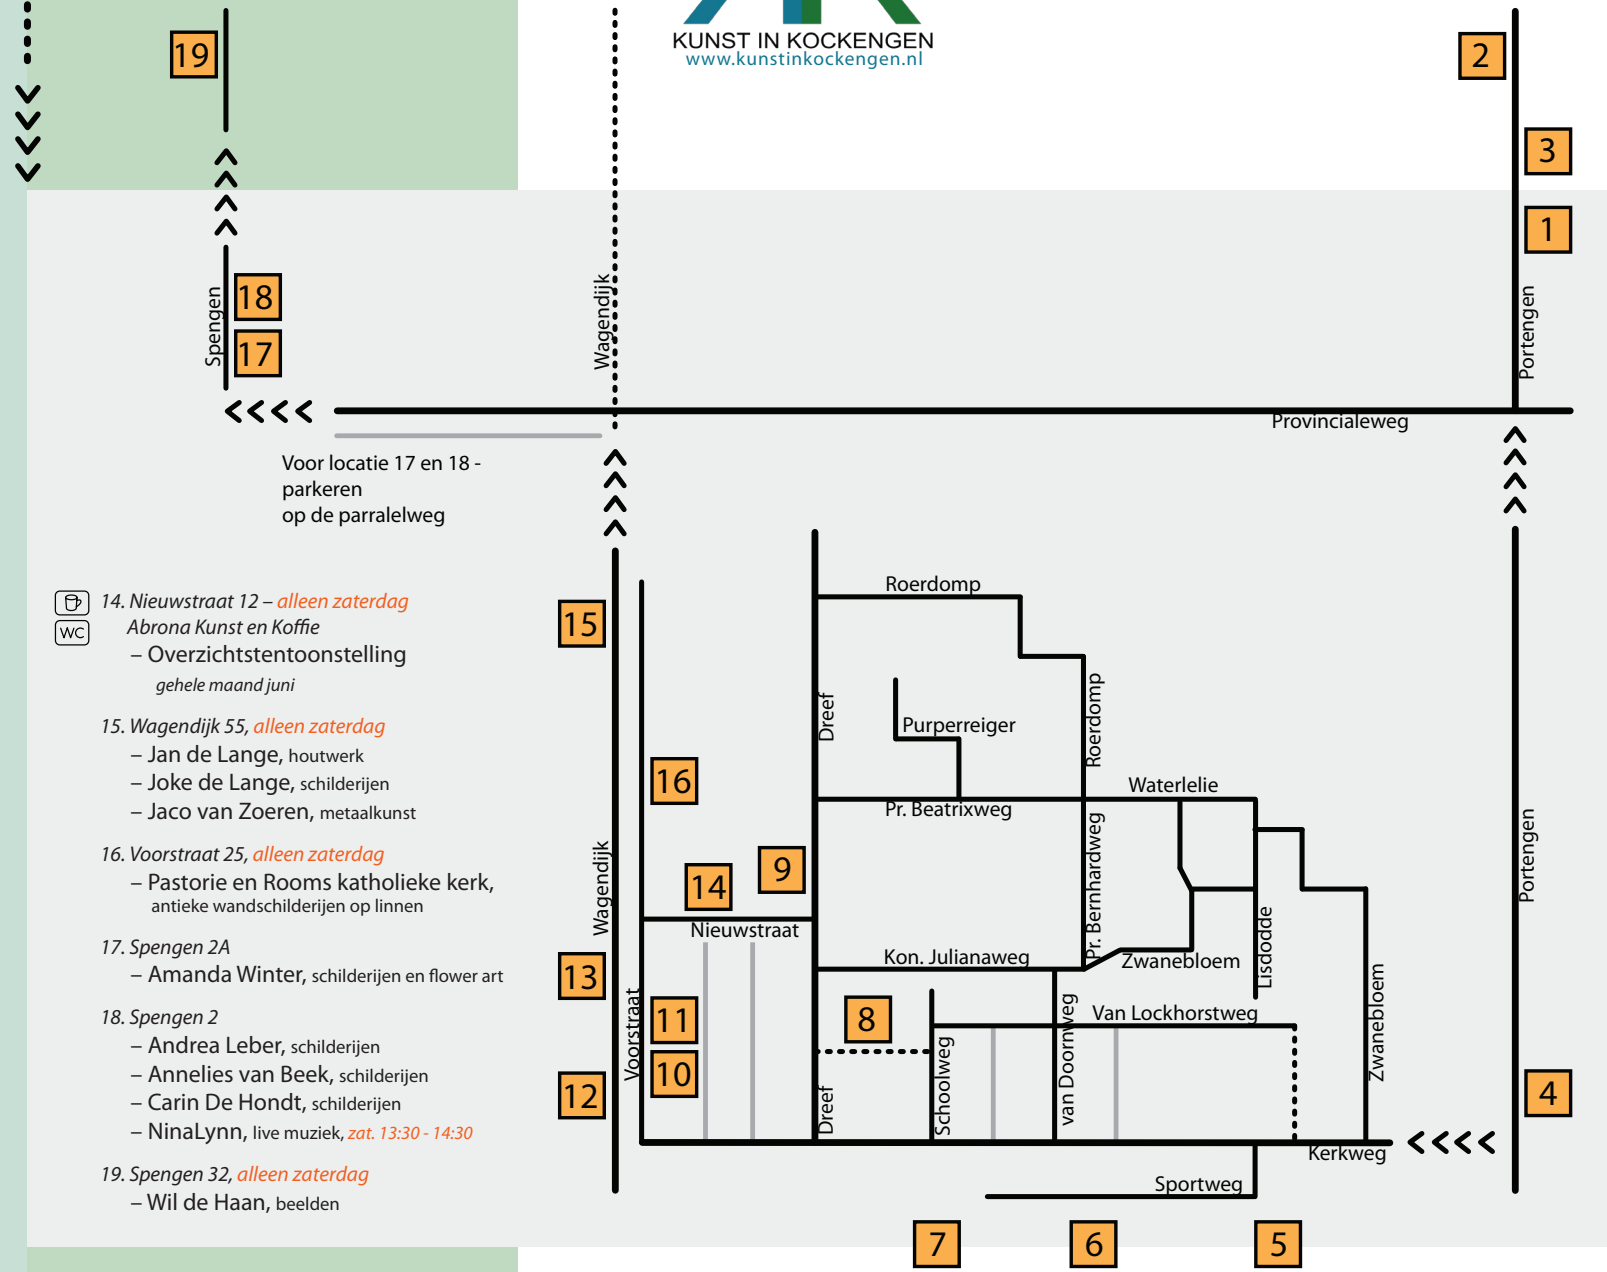 KUNST IN KOCKENGEN
www.kunstinkockengen.nl
19
2
3
1
18
17
Spengen
Wagendijk
Portengen
Provincialeweg
Voor locatie 17 en 18 -
parkeren
op de parralelweg
WC
14. Nieuwstraat 12 – alleen zaterdag
Abrona Kunst en Koffie
– Overzichtstentoonstelling
gehele maand juni
15. Wagendijk 55, alleen zaterdag
– Jan de Lange, houtwerk
– Joke de Lange, schilderijen
– Jaco van Zoeren, metaalkunst
16. Voorstraat 25, alleen zaterdag
– Pastorie en Rooms katholieke kerk,
antieke wandschilderijen op linnen
17. Spengen 2A
– Amanda Winter, schilderijen en flower art
18. Spengen 2
– Andrea Leber, schilderijen
– Annelies van Beek, schilderijen
– Carin De Hondt, schilderijen
– NinaLynn, live muziek, zat. 13:30 - 14:30
19. Spengen 32, alleen zaterdag
– Wil de Haan, beelden
15
Roerdomp
Dreef
Purperreiger
Roerdomp
16
Waterlelie
Pr. Beatrixweg
9
14
Wagendijk
Pr. Bernhardweg
Portengen
Nieuwstraat
Kon. Julianaweg
Zwanebloem
Lisdodde
13
Voorstraat
11
8
Van Lockhorstweg
Zwanebloem
10
12
Dreef
Schoolweg
van Doornweg
4
Kerkweg
Sportweg
7
6
5